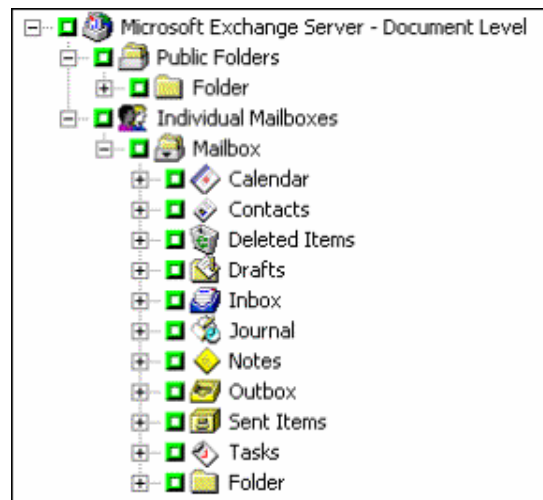 Microsoft Exchange Server - Document Level
Public Folders
Folder
Individual Mailboxes
Mailbox
Calendar
Contacts
Deleted Items
Drafts
Inbox
Journal
Notes
Outbox
Sent Items
Tasks
Folder